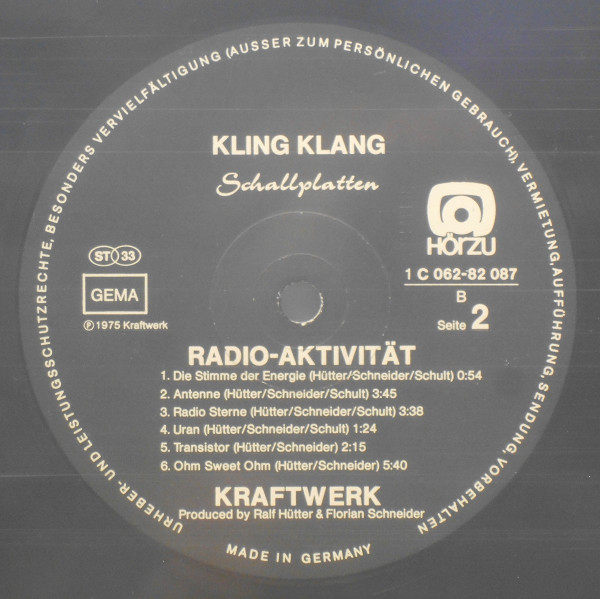 URHEBER- UND LEISTUNGSSCHUTZRECHTE, BESONDERS VERVIELFÄLTIGUNG (AUSSER ZUM PERSÖNLICHEN GEBRAUCH), VERMIETUNG, AUFFÜHRUNG, SENDUNG VORBEHALTEN
KLING KLANG
Schallplatten
HÖRZU
ST 33
1 C 062-82 087
GEMA
B
Seite 2
℗ 1975 Kraftwerk
RADIO-AKTIVITÄT
1. Die Stimme der Energie (Hütter/Schneider/Schult) 0:54
2. Antenne (Hütter/Schneider/Schult) 3:45
3. Radio Sterne (Hütter/Schneider/Schult) 3:38
4. Uran (Hütter/Schneider/Schult) 1:24
5. Transistor (Hütter/Schneider) 2:15
6. Ohm Sweet Ohm (Hütter/Schneider) 5:40
KRAFTWERK
Produced by Ralf Hütter & Florian Schneider
MADE IN GERMANY